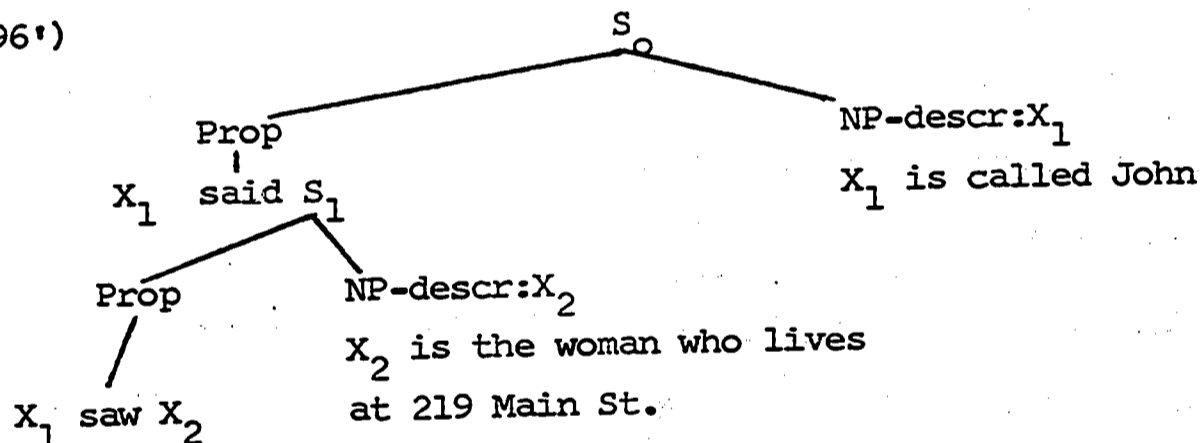 96')
S₀
Prop NP-descr:X₁
X₁ said S₁ X₁ is called John
Prop NP-descr:X₂
X₂ is the woman who lives
X₁ saw X₂ at 219 Main St.